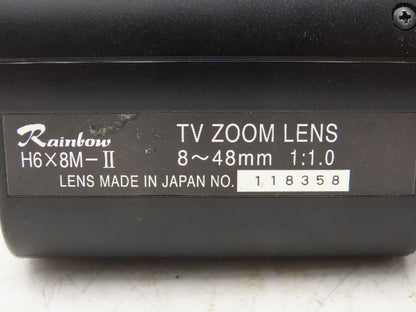 Rainbow TV ZOOM LENS
H6×8M-II 8~48mm 1:1.0
LENS MADE IN JAPAN NO. 118358